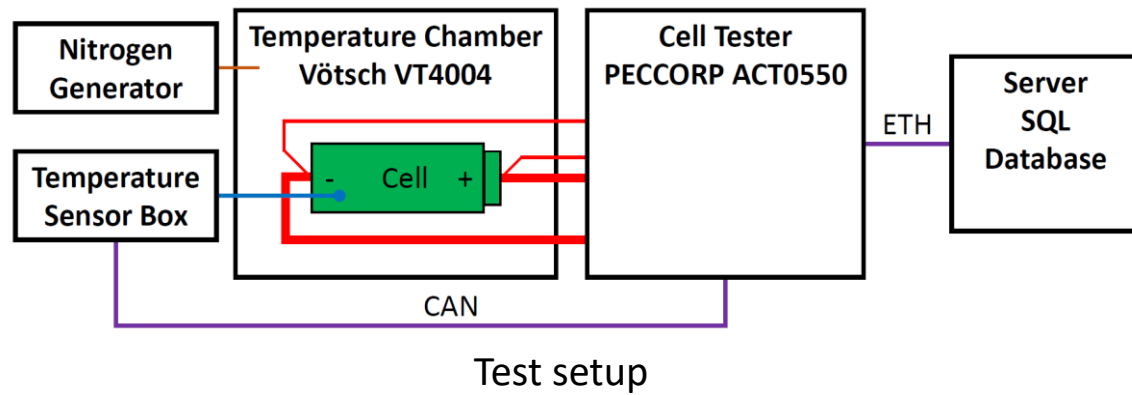 Nitrogen
Generator
Temperature Chamber
Vötsch VT4004
Cell Tester
PECCORP ACT0550
Server
SQL
Database
ETH
Temperature
Sensor Box
- Cell +
CAN
Test setup